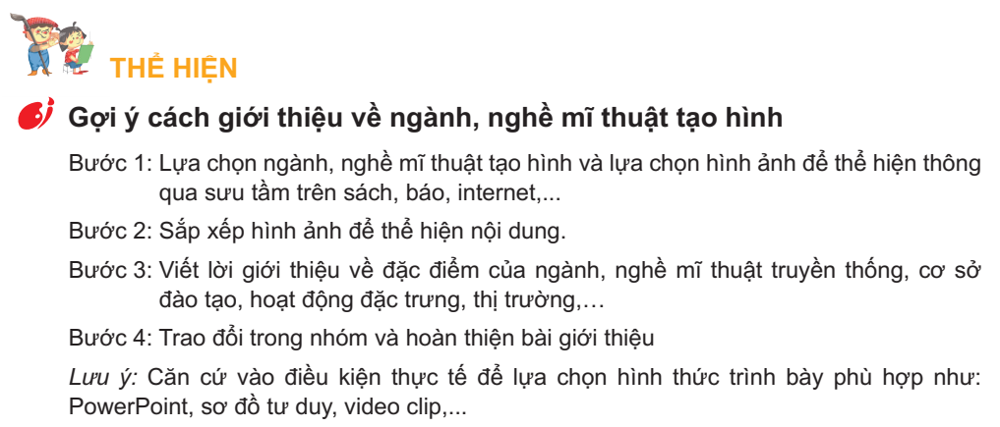 THỂ HIỆN
Gợi ý cách giới thiệu về ngành, nghề mĩ thuật tạo hình
Bước 1: Lựa chọn ngành, nghề mĩ thuật tạo hình và lựa chọn hình ảnh để thể hiện thông
qua sưu tầm trên sách, báo, internet,...
Bước 2: Sắp xếp hình ảnh để thể hiện nội dung.
Bước 3: Viết lời giới thiệu về đặc điểm của ngành, nghề mĩ thuật truyền thống, cơ sở
đào tạo, hoạt động đặc trưng, thị trường,…
Bước 4: Trao đổi trong nhóm và hoàn thiện bài giới thiệu
Lưu ý: Căn cứ vào điều kiện thực tế để lựa chọn hình thức trình bày phù hợp như:
PowerPoint, sơ đồ tư duy, video clip,...